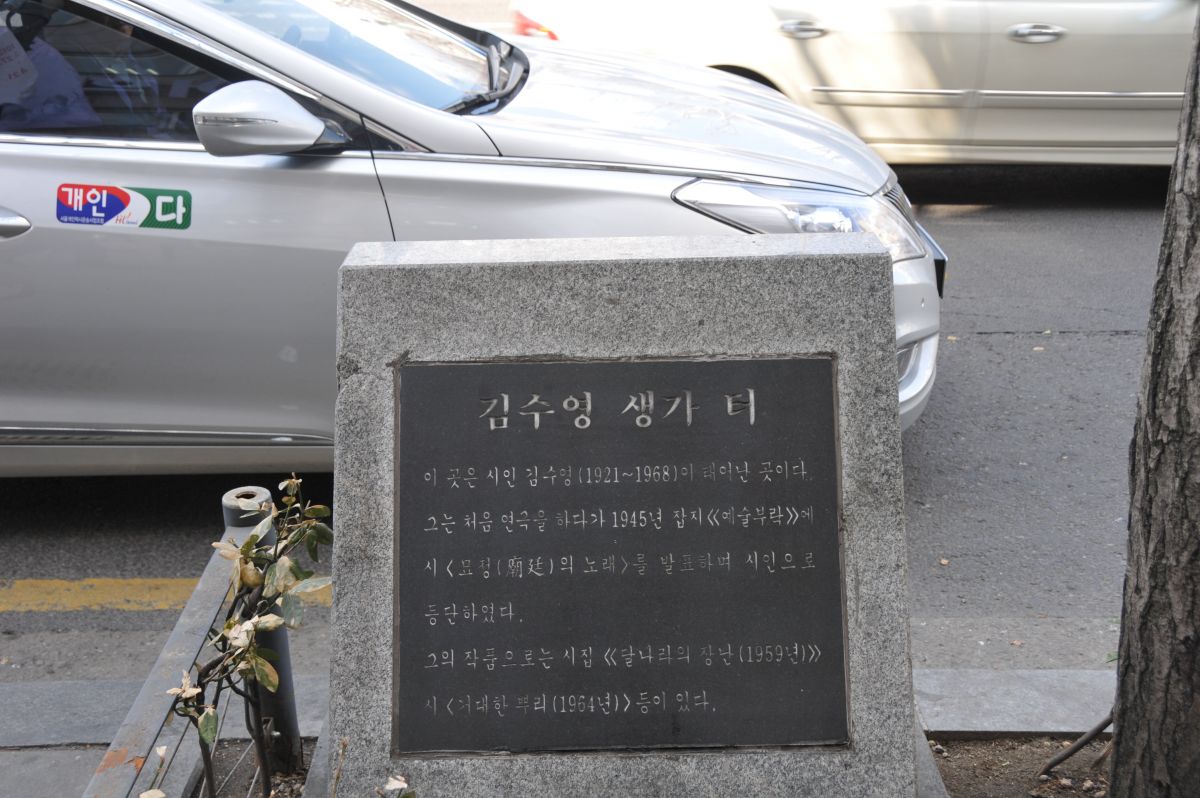 개인
다
김수영 생가 터
이 곳은 시인 김수영(1921~1968)이 태어난 곳이다.
그는 처음 연극을 하다가 1945년 잡지《예술부락》에
시〈묘정(廟廷)의 노래〉를 발표하며 시인으로
등단하였다.
그의 작품으로는 시집《달나라의 장난(1959년)》
시〈거대한 뿌리(1964년)〉등이 있다.